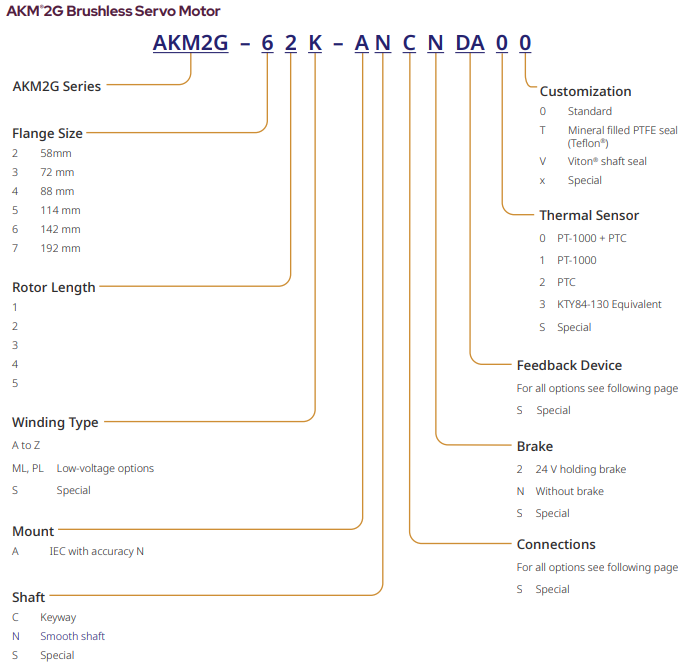 AKM®2G Brushless Servo Motor
AKM2G – 6 2 K – A N C N DA 0 0
AKM2G Series
Flange Size
2 58mm
3 72 mm
4 88 mm
5 114 mm
6 142 mm
7 192 mm
Rotor Length
1
2
3
4
5
Winding Type
A to Z
ML, PL Low-voltage options
S Special
Mount
A IEC with accuracy N
Shaft
C Keyway
N Smooth shaft
S Special
Customization
0 Standard
T Mineral filled PTFE seal
(Teflon®)
V Viton® shaft seal
x Special
Thermal Sensor
0 PT-1000 + PTC
1 PT-1000
2 PTC
3 KTY84-130 Equivalent
S Special
Feedback Device
For all options see following page
S Special
Brake
2 24 V holding brake
N Without brake
S Special
Connections
For all options see following page
S Special